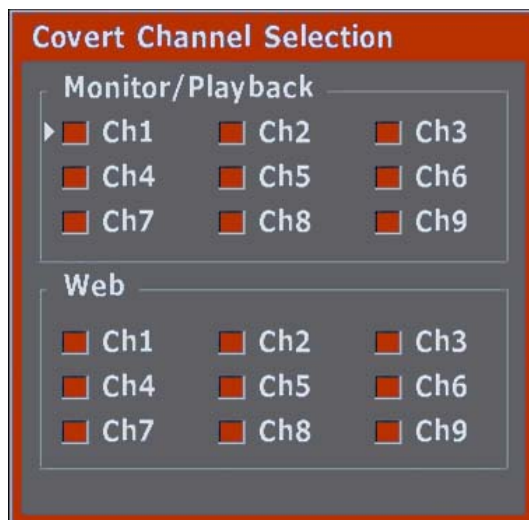 Covert Channel Selection
Monitor/Playback
Ch1 Ch2 Ch3
Ch4 Ch5 Ch6
Ch7 Ch8 Ch9
Web
Ch1 Ch2 Ch3
Ch4 Ch5 Ch6
Ch7 Ch8 Ch9